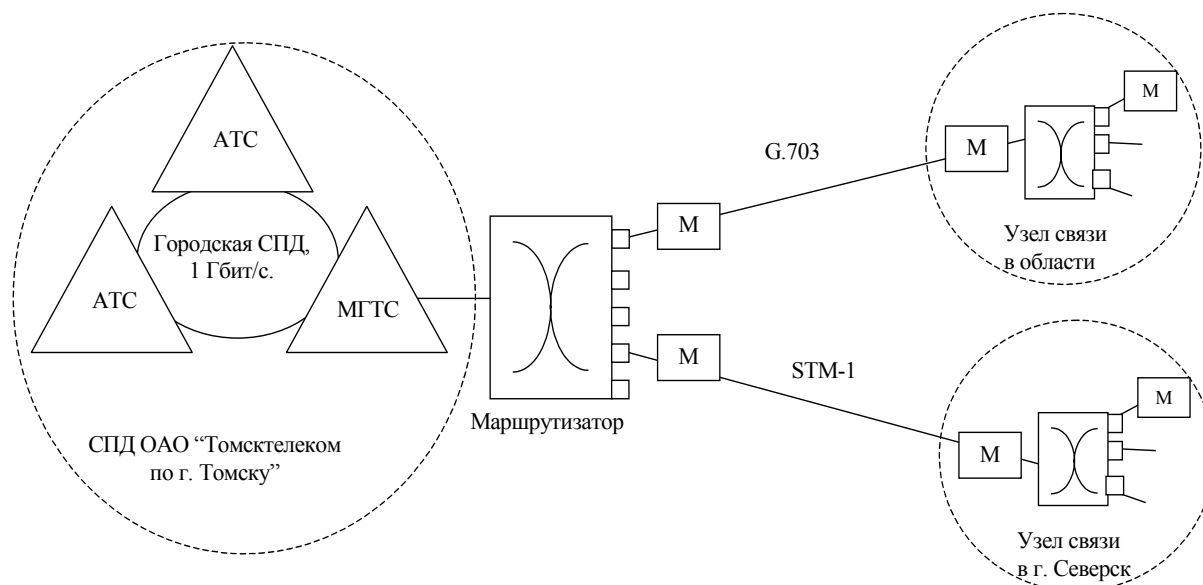 АТС
Городская СПД,
1 Гбит/с.
АТС
МГТС
СПД ОАО “Томсктелеком
по г. Томску”
Маршрутизатор
М
М
G.703
STM-1
М
М
Узел связи
в области
М
М
Узел связи
в г. Северск